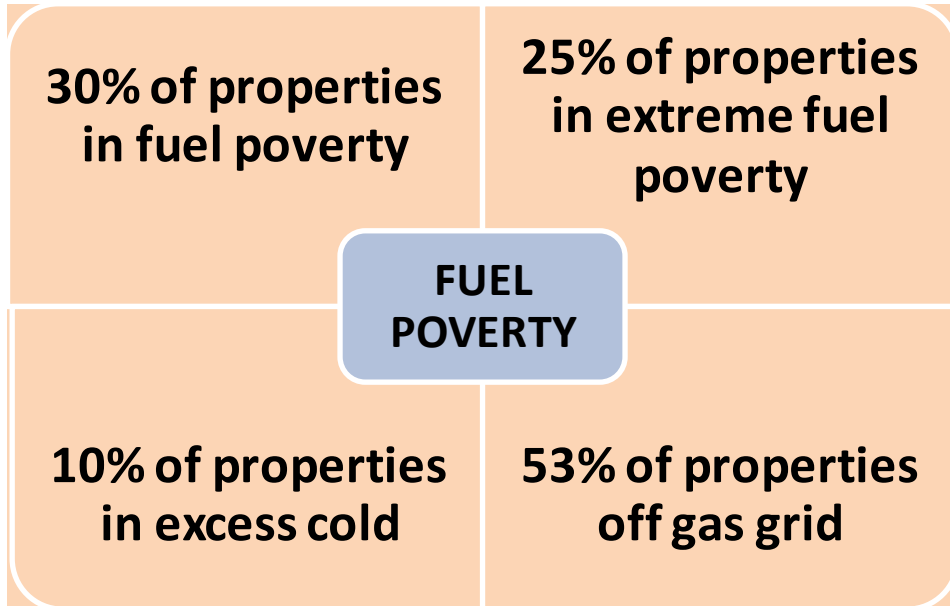 30% of properties
in fuel poverty
25% of properties
in extreme fuel
poverty
FUEL
POVERTY
10% of properties
in excess cold
53% of properties
off gas grid